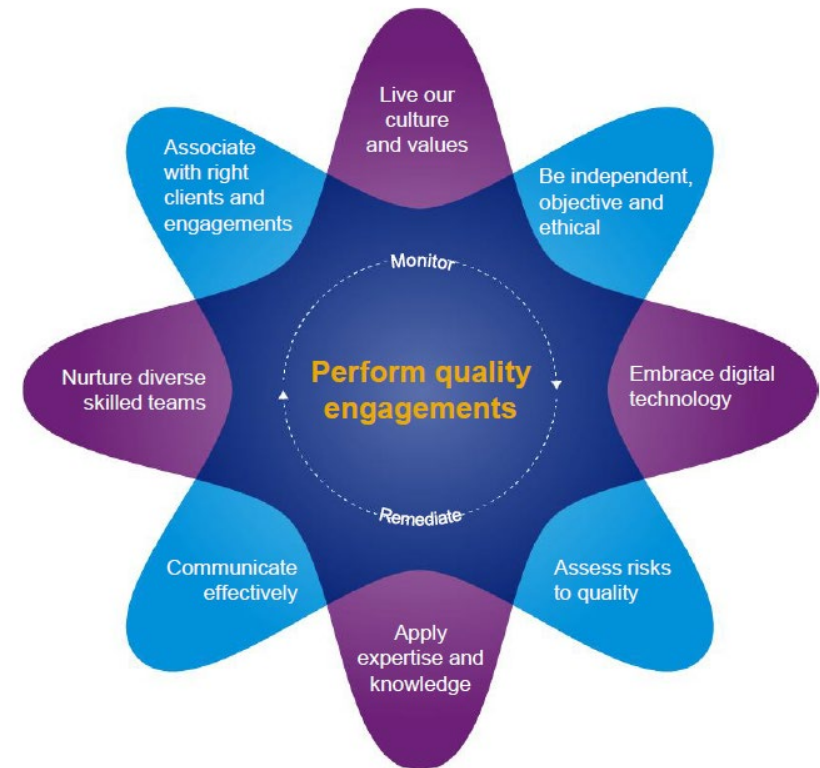 Live our
culture
and values
Be independent,
objective and
ethical
Embrace digital
technology
Assess risks
to quality
Apply
expertise and
knowledge
Communicate
effectively
Nurture diverse
skilled teams
Associate
with right
clients and
engagements
Monitor
Perform quality
engagements
Remediate